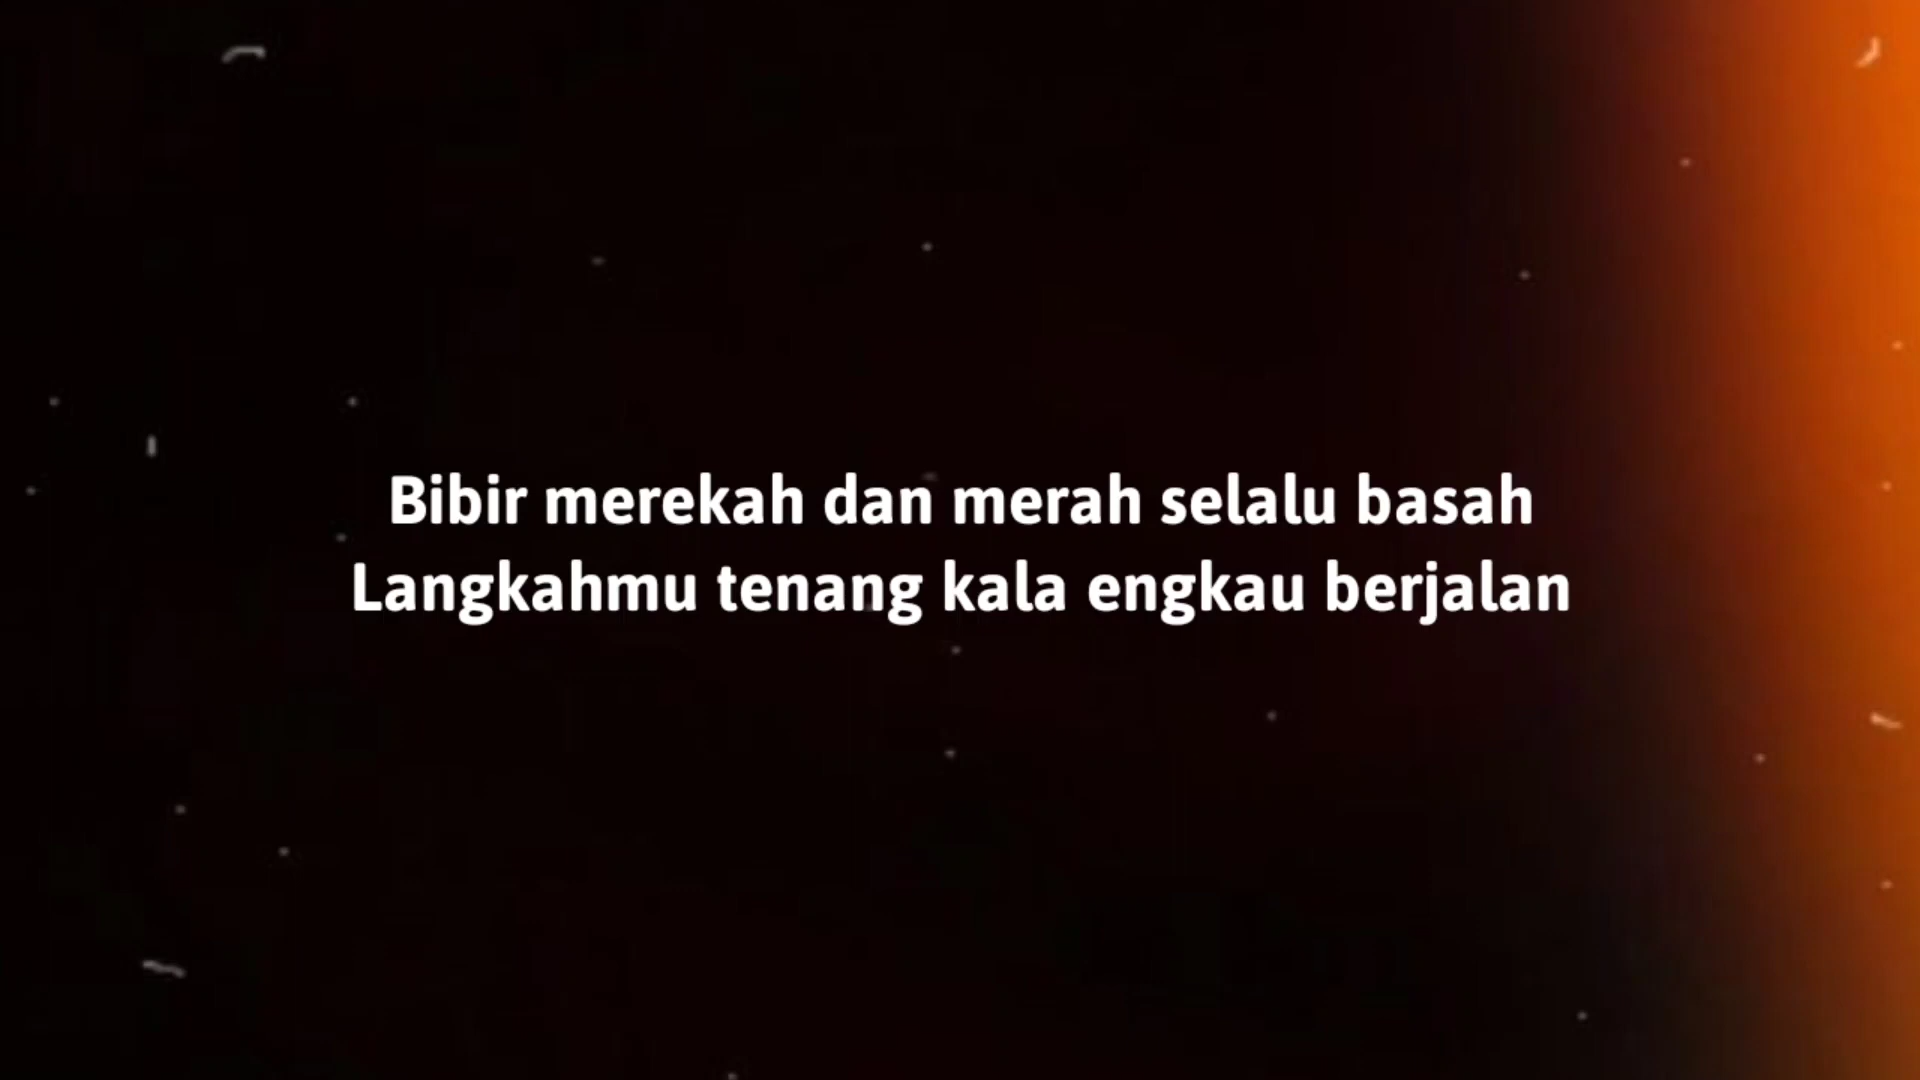 Bibir merekah dan merah selalu basah
Langkahmu tenang kala engkau berjalan